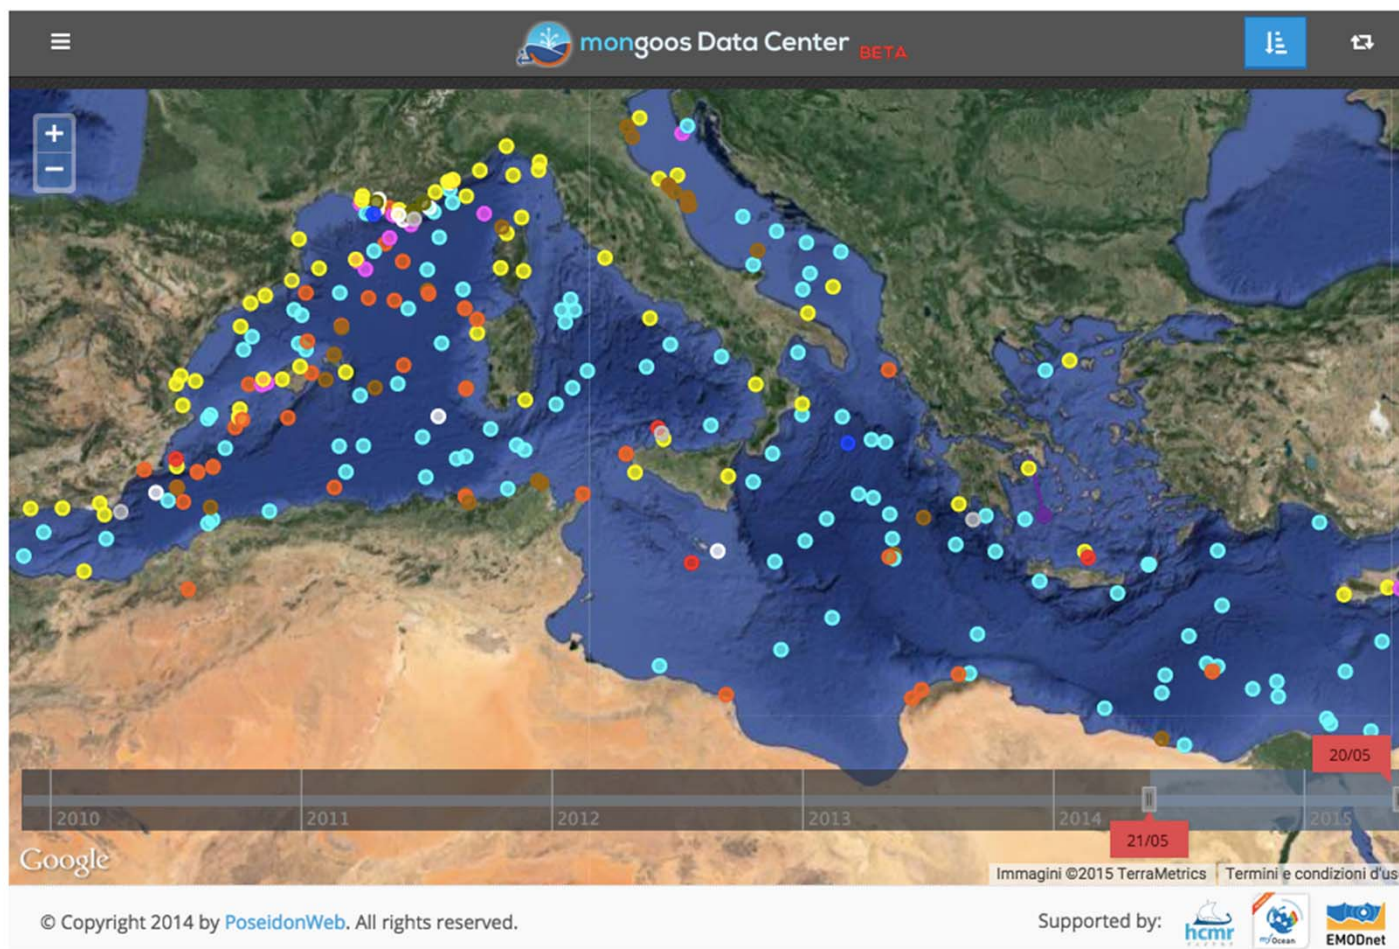 mongoos Data Center BETA
+
−
20/05
2010 2011 2012 2013 2014 2015
21/05
Google
Immagini ©2015 TerraMetrics Termini e condizioni d'us
© Copyright 2014 by PoseidonWeb. All rights reserved.
Supported by: hcmr myOcean EMODnet